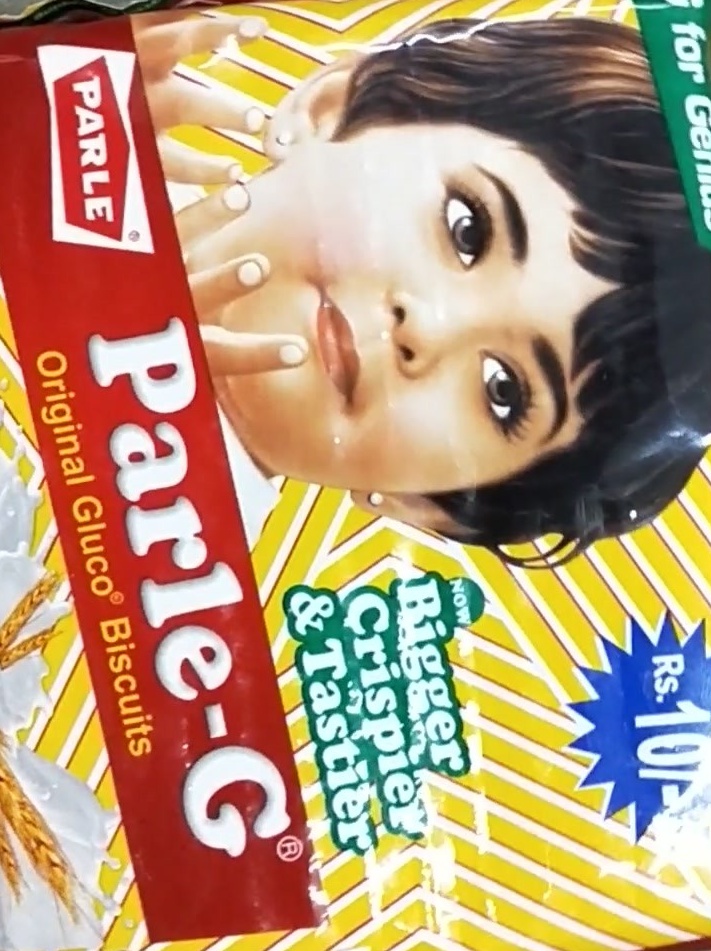 G for Genius
PARLE®
Parle-G®
Original Gluco® Biscuits
NOW
Bigger
Crispier
& Tastier
Rs. 10/-